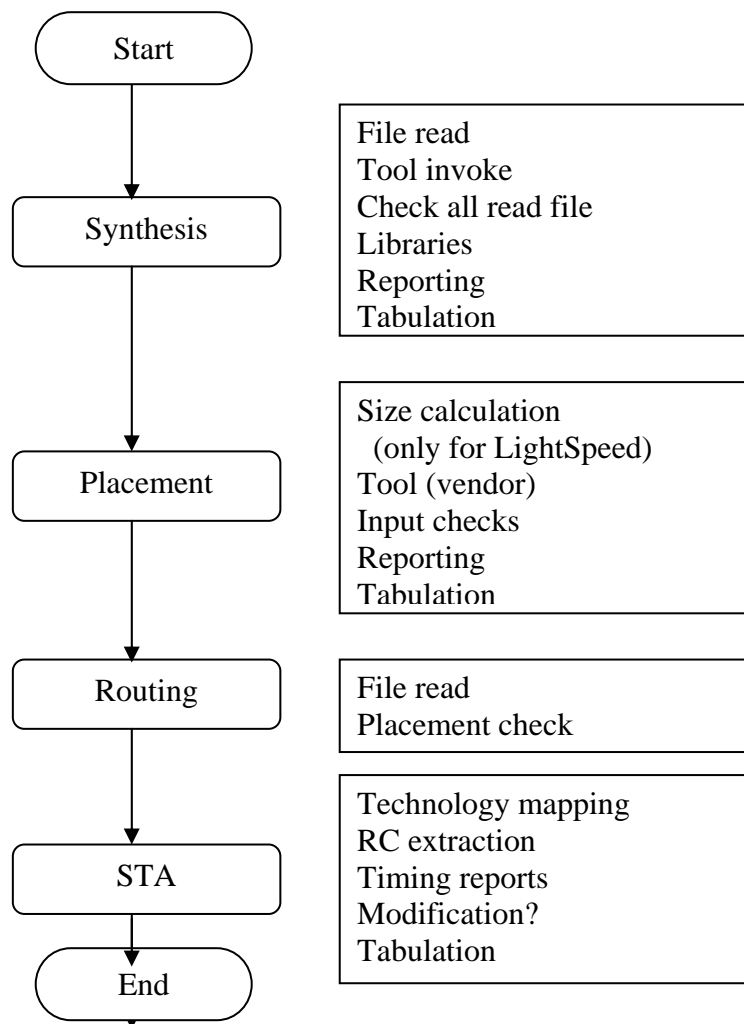 Start
Synthesis
File read
Tool invoke
Check all read file
Libraries
Reporting
Tabulation
Placement
Size calculation
(only for LightSpeed)
Tool (vendor)
Input checks
Reporting
Tabulation
Routing
File read
Placement check
STA
Technology mapping
RC extraction
Timing reports
Modification?
Tabulation
End